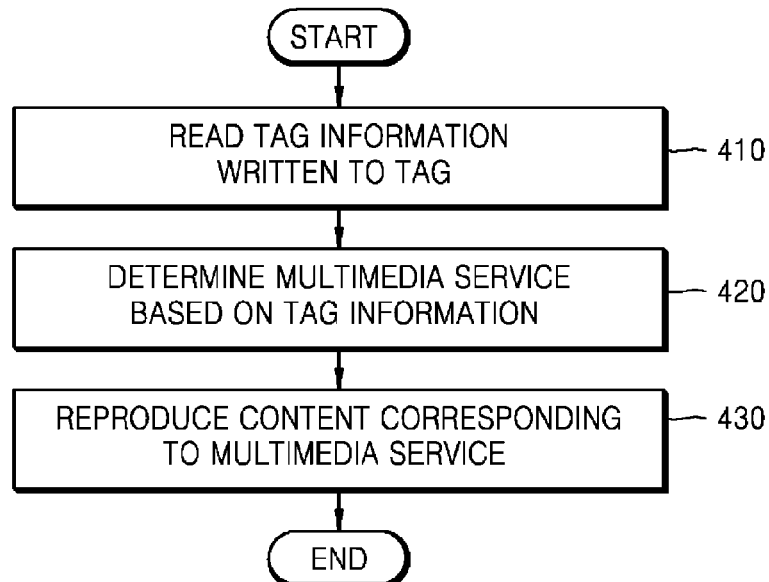 START
READ TAG INFORMATION
WRITTEN TO TAG
410
DETERMINE MULTIMEDIA SERVICE
BASED ON TAG INFORMATION
420
REPRODUCE CONTENT CORRESPONDING
TO MULTIMEDIA SERVICE
430
END